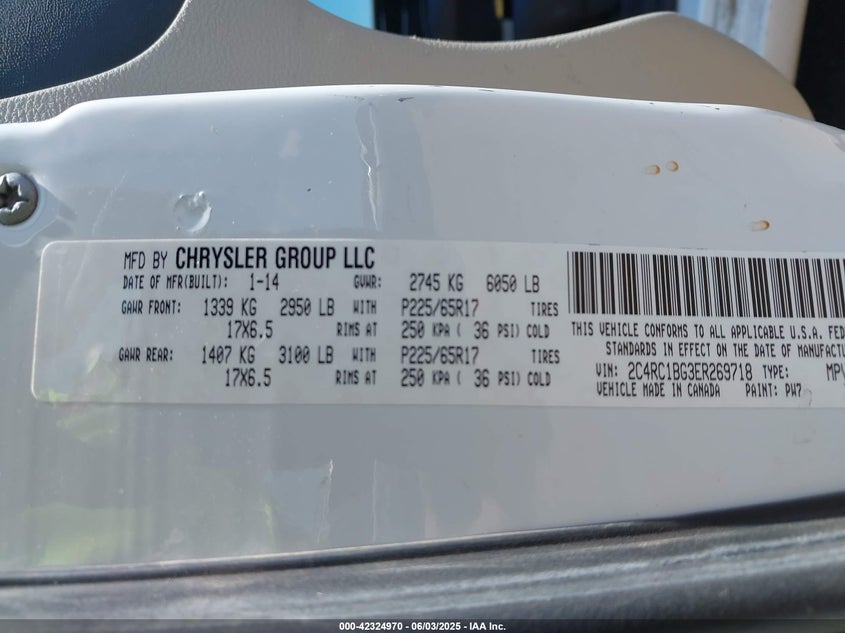 MFD BY CHRYSLER GROUP LLC
DATE OF MFR(BUILT): 1-14 GVWR: 2745 KG 6050 LB
GAWR FRONT: 1339 KG 2950 LB WITH P225/65R17 TIRES
17X6.5 RIMS AT 250 KPA ( 36 PSI) COLD
GAWR REAR: 1407 KG 3100 LB WITH P225/65R17 TIRES
17X6.5 RIMS AT 250 KPA ( 36 PSI) COLD
THIS VEHICLE CONFORMS TO ALL APPLICABLE U.S.A. FED
STANDARDS IN EFFECT ON THE DATE OF MANUFACTUR
VIN: 2C4RC1BG3ER269718 TYPE: MPV
VEHICLE MADE IN CANADA PAINT: PW7
000-42324970 - 06/03/2025 - IAA Inc.